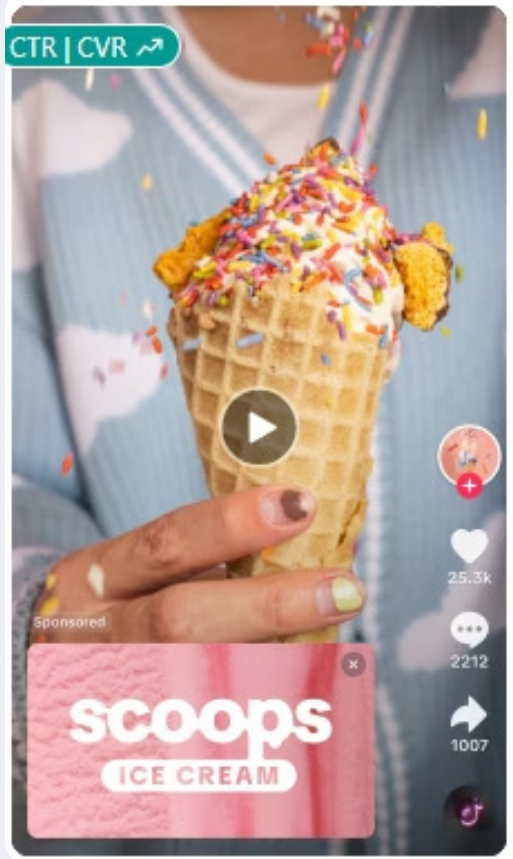 CTR | CVR
25.3k
Sponsored
2212
scoops
ICE CREAM
1007